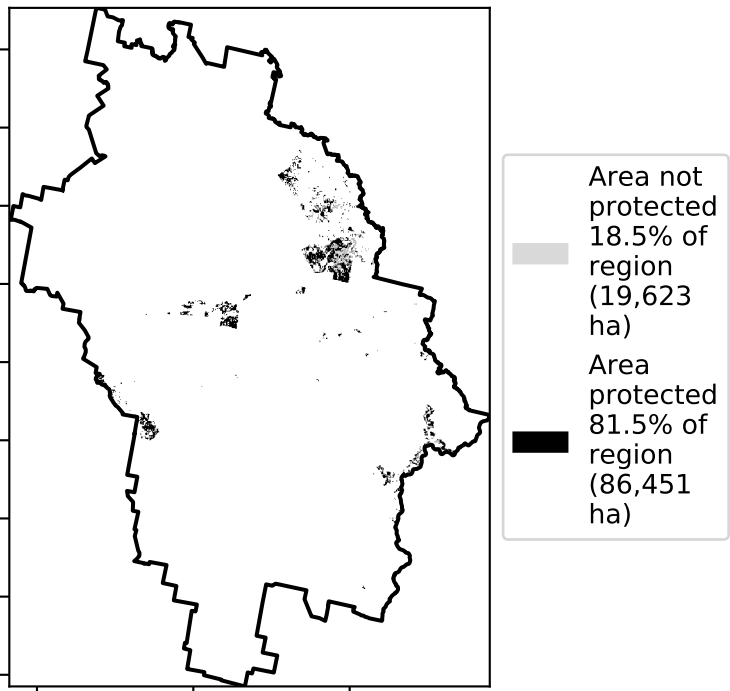 Area not
protected
18.5% of
region
(19,623
ha)
Area
protected
81.5% of
region
(86,451
ha)